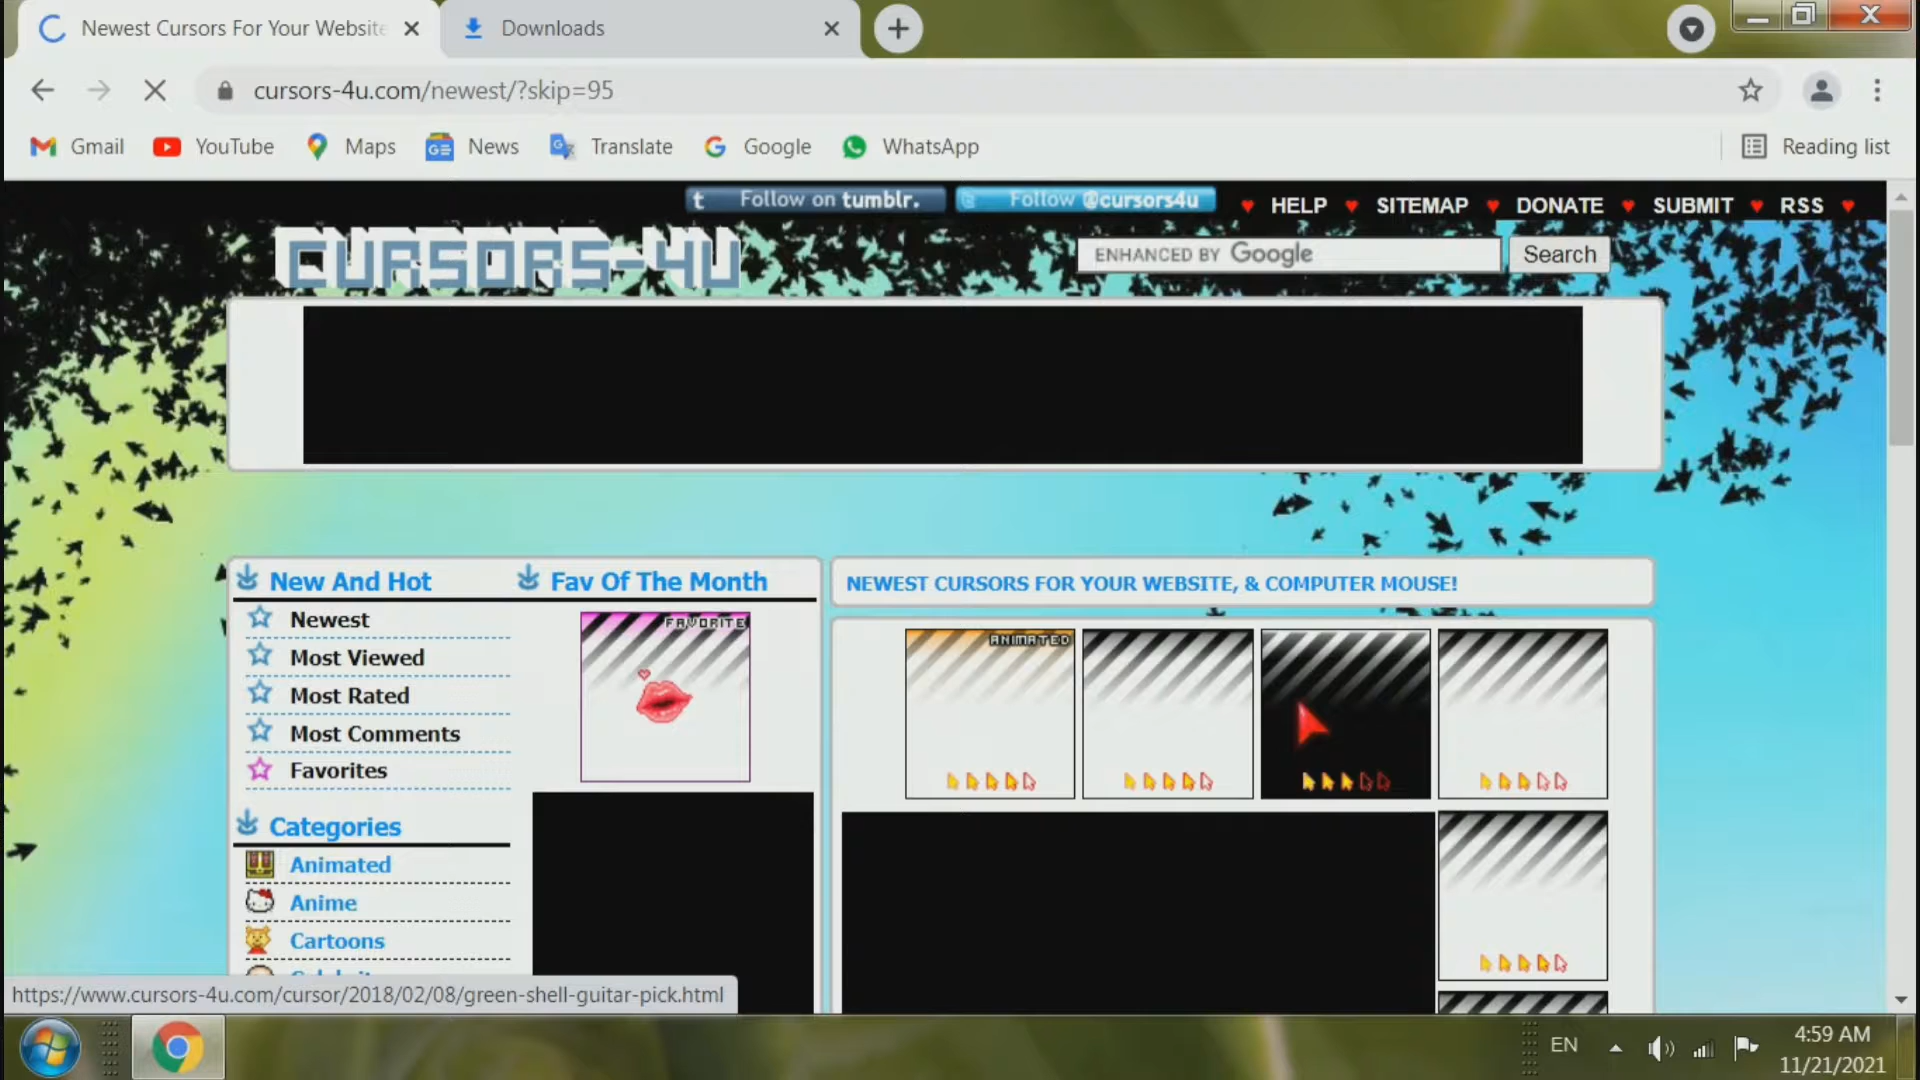 Newest Cursors For Your Website
Downloads
cursors-4u.com/newest/?skip=95
Gmail
YouTube
Maps
News
Translate
Google
WhatsApp
Reading list
Follow on tumblr.
Follow @cursors4u
HELP
SITEMAP
DONATE
SUBMIT
RSS
CURSORS-4U
ENHANCED BY Google
Search
New And Hot
Fav Of The Month
NEWEST CURSORS FOR YOUR WEBSITE, & COMPUTER MOUSE!
Newest
Most Viewed
Most Rated
Most Comments
Favorites
FAVORITE
ANIMATED
Categories
Animated
Anime
Cartoons
https://www.cursors-4u.com/cursor/2018/02/08/green-shell-guitar-pick.html
EN
4:59 AM
11/21/2021